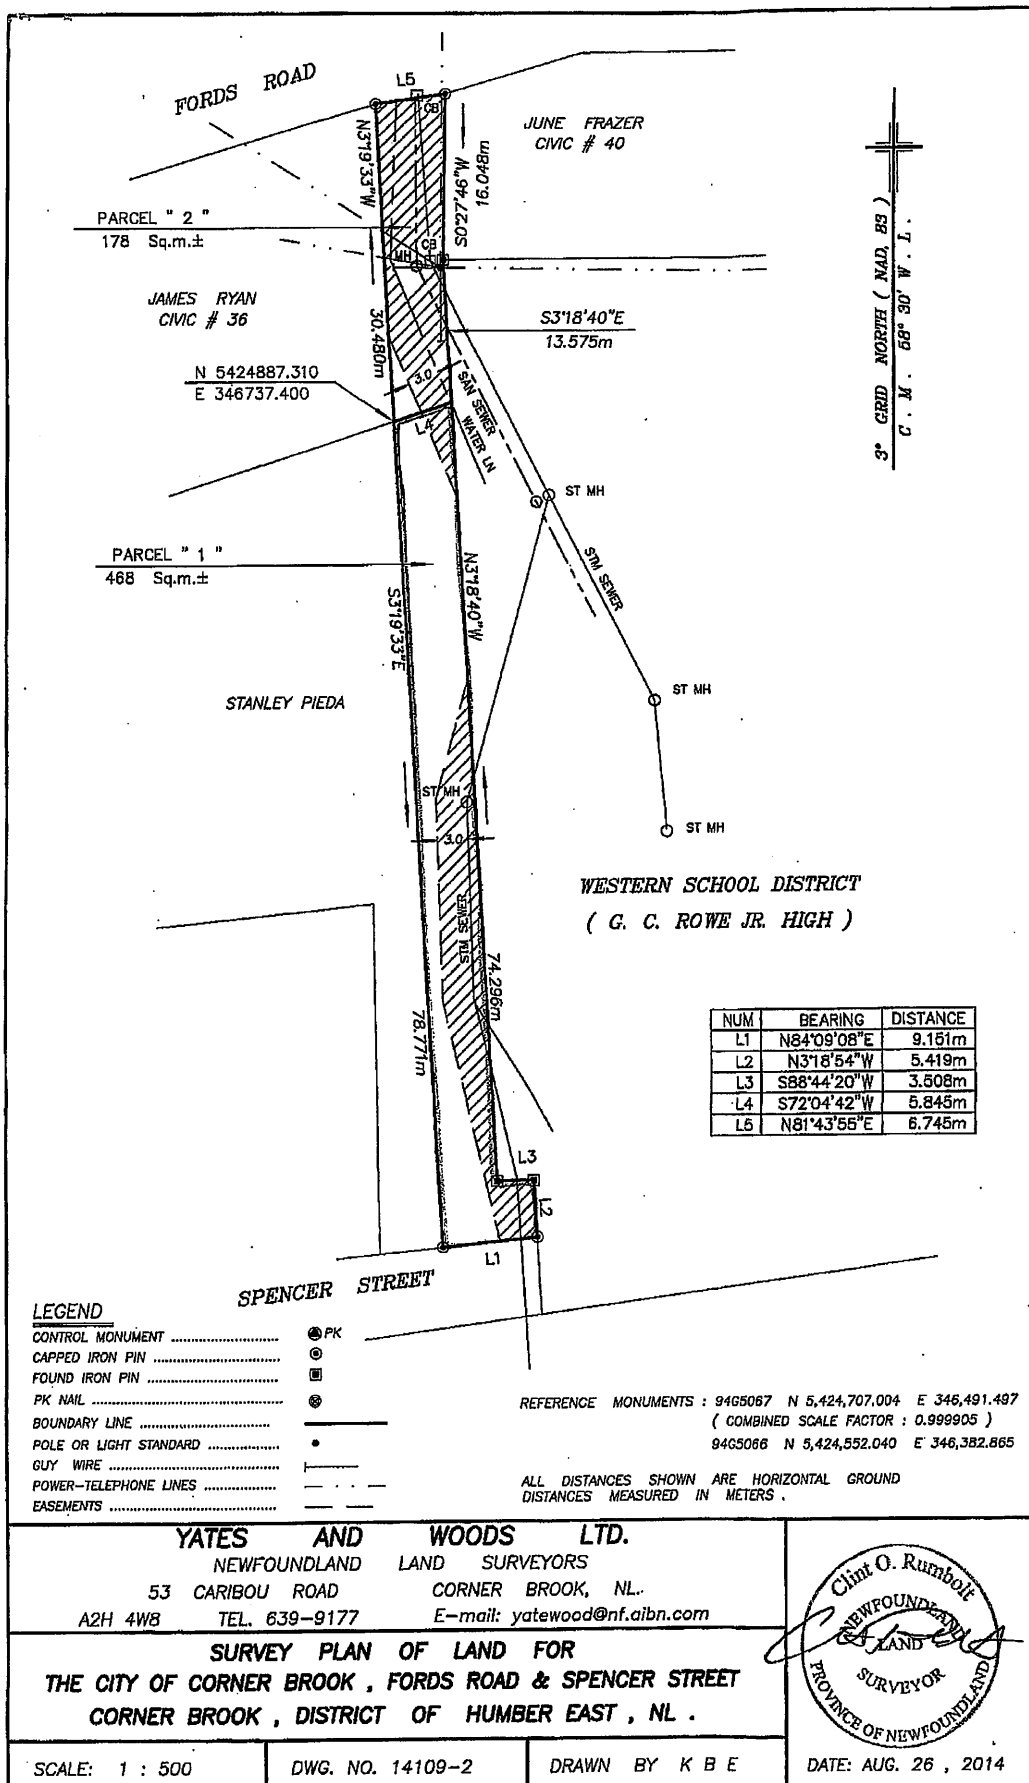 FORDS ROAD
L5
CB
JUNE FRAZER
CIVIC # 40
N3°19'33"W
S0°27'46"W
16.048m
PARCEL " 2 "
178 Sq.m.±
MH
CB
JAMES RYAN
CIVIC # 36
30.480m
S3°18'40"E
13.575m
3° GRID NORTH ( NAD, 83 )
C . M . 58° 30' W . L .
N 5424887.310
E 346737.400
3.0
L4
SAN SEWER
WATER LN
ST MH
PARCEL " 1 "
468 Sq.m.±
STM SEWER
N3°18'40"W
S3°19'33"E
STANLEY PIEDA
ST MH
ST MH
ST MH
3.0
WESTERN SCHOOL DISTRICT
( G. C. ROWE JR. HIGH )
STM SEWER
74.296m
78.771m
NUM BEARING DISTANCE
L1 N84°09'08"E 9.151m
L2 N3°18'54"W 5.419m
L3 S88°44'20"W 3.508m
L4 S72°04'42"W 5.845m
L5 N81°43'55"E 6.745m
L3
L2
L1
SPENCER STREET
LEGEND
CONTROL MONUMENT PK
CAPPED IRON PIN
FOUND IRON PIN
PK NAIL
BOUNDARY LINE
POLE OR LIGHT STANDARD
GUY WIRE
POWER-TELEPHONE LINES
EASEMENTS
REFERENCE MONUMENTS : 94G5067 N 5,424,707.004 E 346,491.497
( COMBINED SCALE FACTOR : 0.999905 )
94G5066 N 5,424,552.040 E 346,382.865
ALL DISTANCES SHOWN ARE HORIZONTAL GROUND
DISTANCES MEASURED IN METERS .
YATES AND WOODS LTD.
NEWFOUNDLAND LAND SURVEYORS
53 CARIBOU ROAD CORNER BROOK, NL.
A2H 4W8 TEL. 639-9177 E-mail: yatewood@nf.aibn.com
SURVEY PLAN OF LAND FOR
THE CITY OF CORNER BROOK , FORDS ROAD & SPENCER STREET
CORNER BROOK , DISTRICT OF HUMBER EAST , NL .
Clint O. Rumbolt
NEWFOUNDLAND
LAND
SURVEYOR
PROVINCE OF NEWFOUNDLAND
SCALE: 1 : 500
DWG. NO. 14109-2
DRAWN BY K B E
DATE: AUG. 26 , 2014